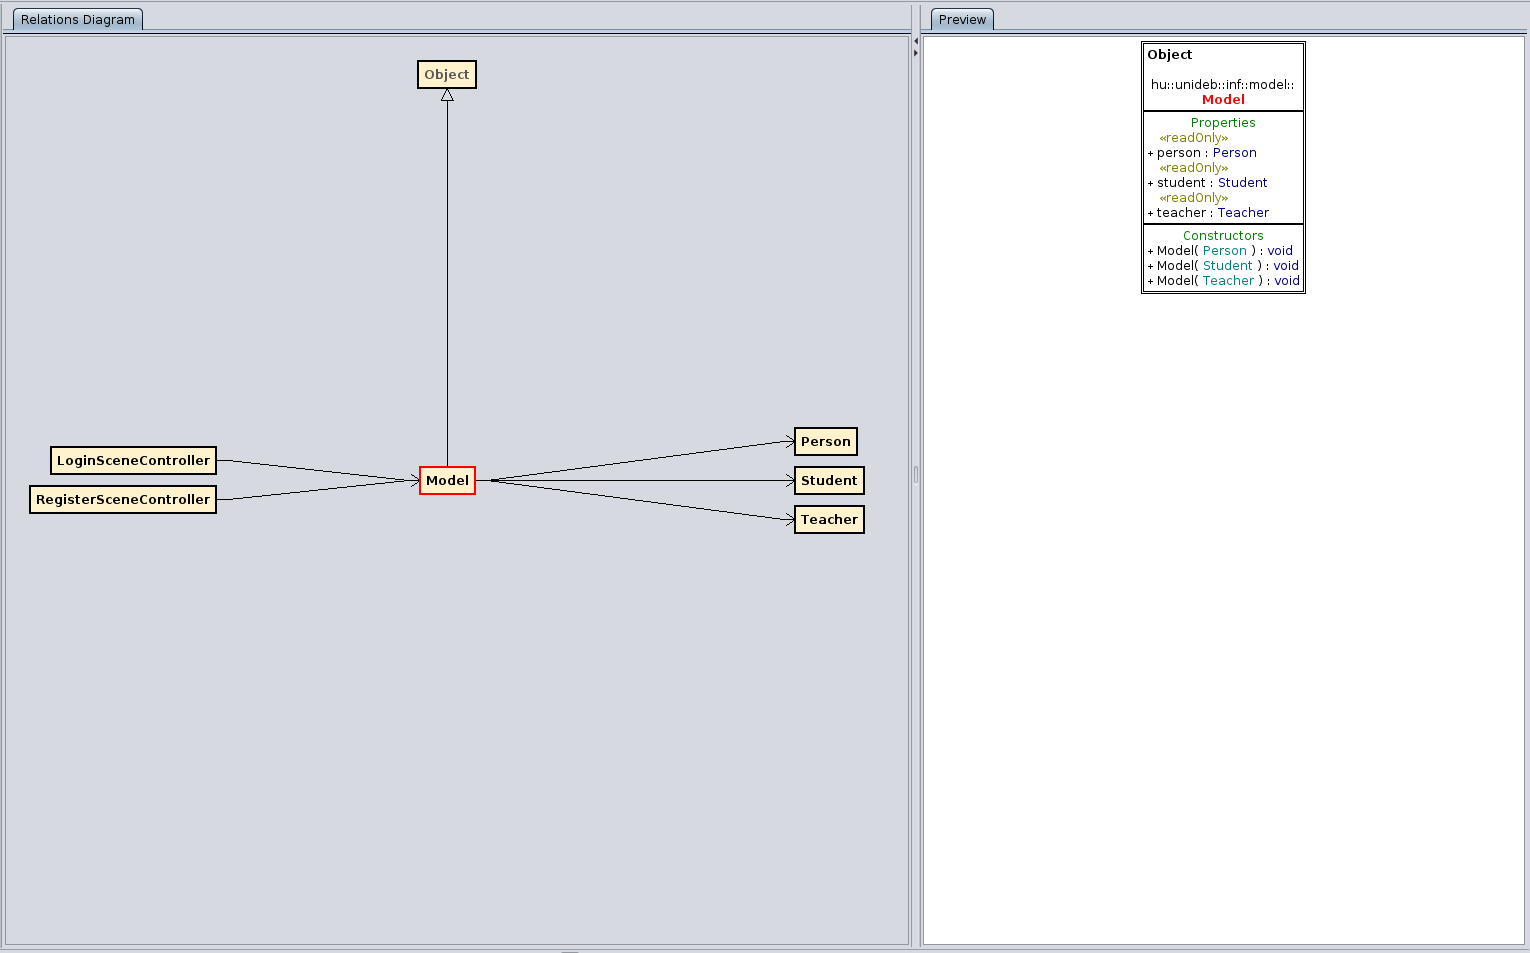 Relations Diagram
Object
LoginSceneController
RegisterSceneController
Model
Person
Student
Teacher
Preview
Object
hu::unideb::inf::model::
Model
Properties
«readOnly»
+ person : Person
«readOnly»
+ student : Student
«readOnly»
+ teacher : Teacher
Constructors
+ Model( Person ) : void
+ Model( Student ) : void
+ Model( Teacher ) : void